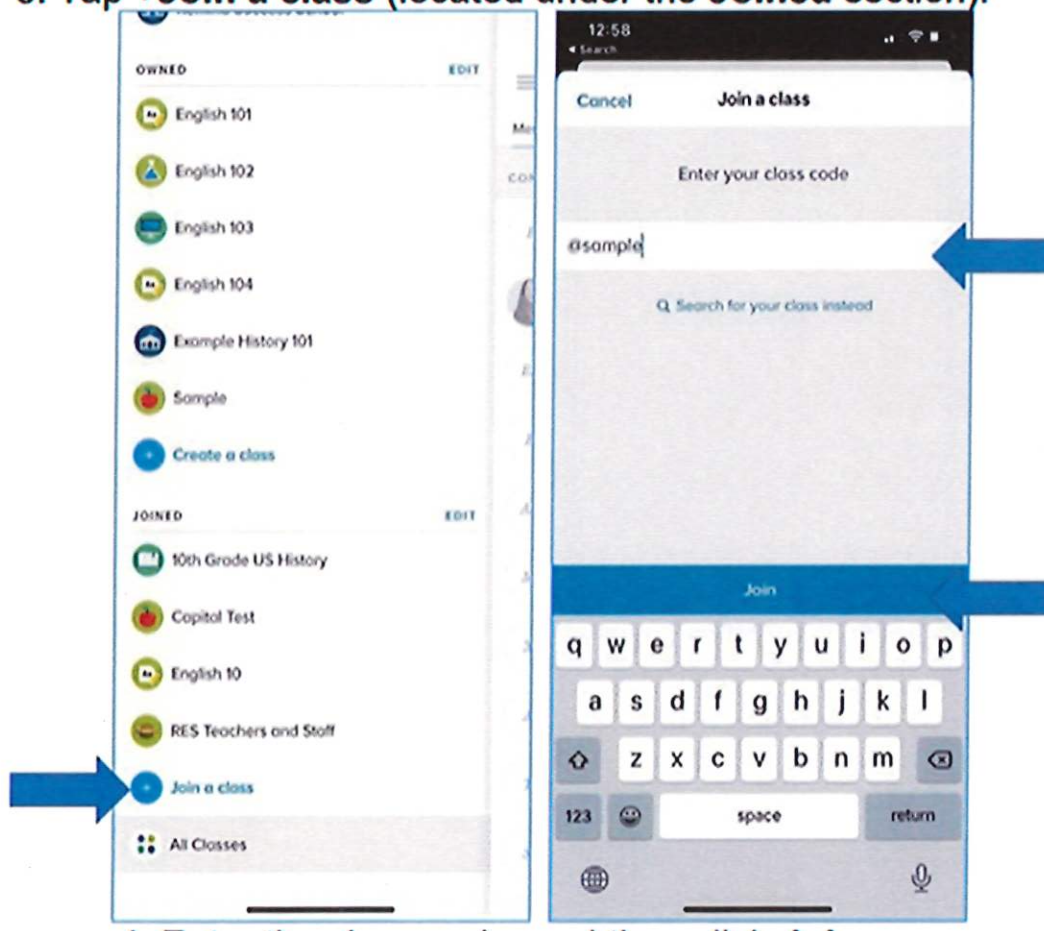 OWNED EDIT
English 101
English 102
English 103
English 104
Example History 101
Sample
Create a class
JOINED EDIT
10th Grade US History
Capitol Test
English 10
RES Teachers and Staff
Join a class
All Classes
12:58
Search
Cancel Join a class
Enter your class code
@sample
Search for your class instead
Join
q w e r t y u i o p
a s d f g h j k l
z x c v b n m
123 space return